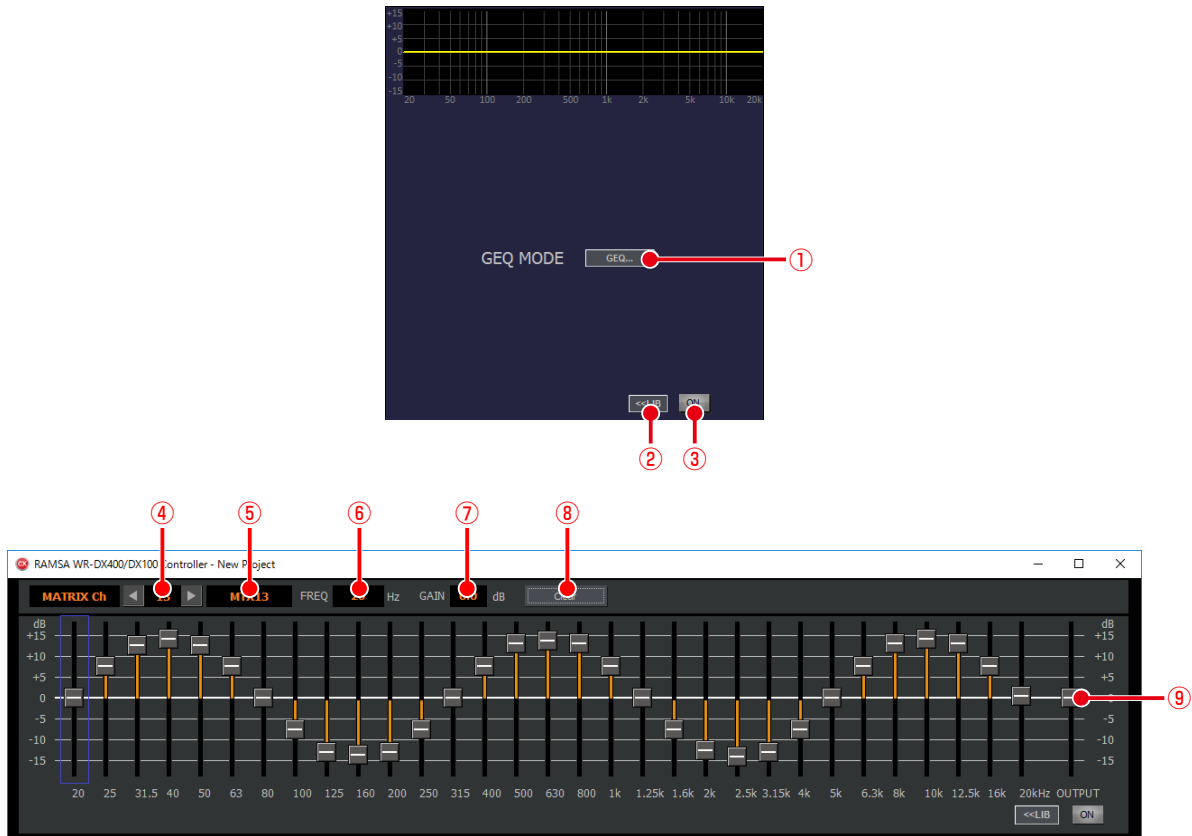 +15
+10
+5
0
-5
-10
-15
20 50 100 200 500 1k 2k 5k 10k 20k
GEQ MODE GEQ... ①
<<LIB ON
② ③
④ ⑤ ⑥ ⑦ ⑧
RAMSA WR-DX400/DX100 Controller - New Project
MATRIX Ch 13 MTX13 FREQ 20 Hz GAIN 0.0 dB Clear
dB dB
+15 +15
+10 +10
+5 +5
0 ⑨
-5 -5
-10 -10
-15 -15
20 25 31.5 40 50 63 80 100 125 160 200 250 315 400 500 630 800 1k 1.25k 1.6k 2k 2.5k 3.15k 4k 5k 6.3k 8k 10k 12.5k 16k 20kHz OUTPUT
<<LIB ON